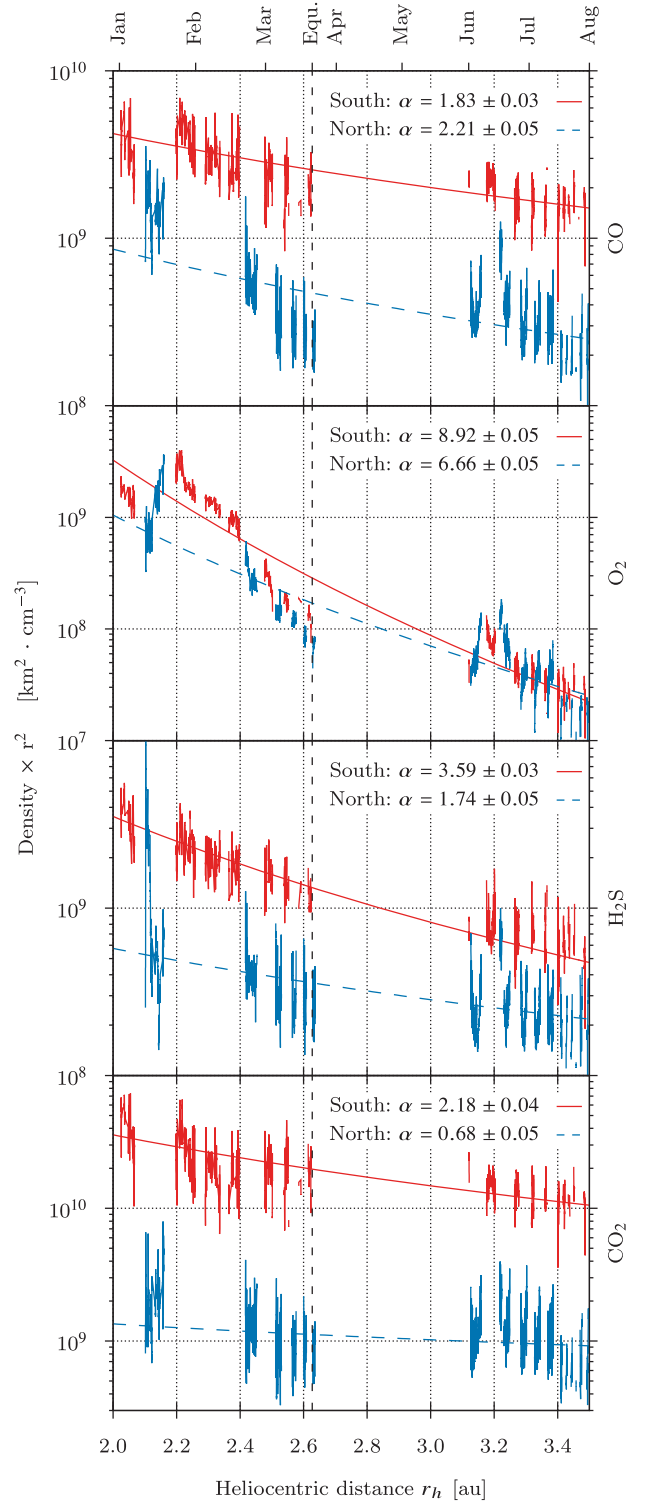 Jan Feb Mar Equ. Apr May Jun Jul Aug
10^10
South: α = 1.83 ± 0.03
North: α = 2.21 ± 0.05
10^9
CO
10^8
South: α = 8.92 ± 0.05
North: α = 6.66 ± 0.05
10^9
O₂
10^8
10^7
Density × r² [km² · cm⁻³]
South: α = 3.59 ± 0.03
North: α = 1.74 ± 0.05
10^9
H₂S
10^8
South: α = 2.18 ± 0.04
North: α = 0.68 ± 0.05
10^10
CO₂
10^9
2.0 2.2 2.4 2.6 2.8 3.0 3.2 3.4
Heliocentric distance r_h [au]